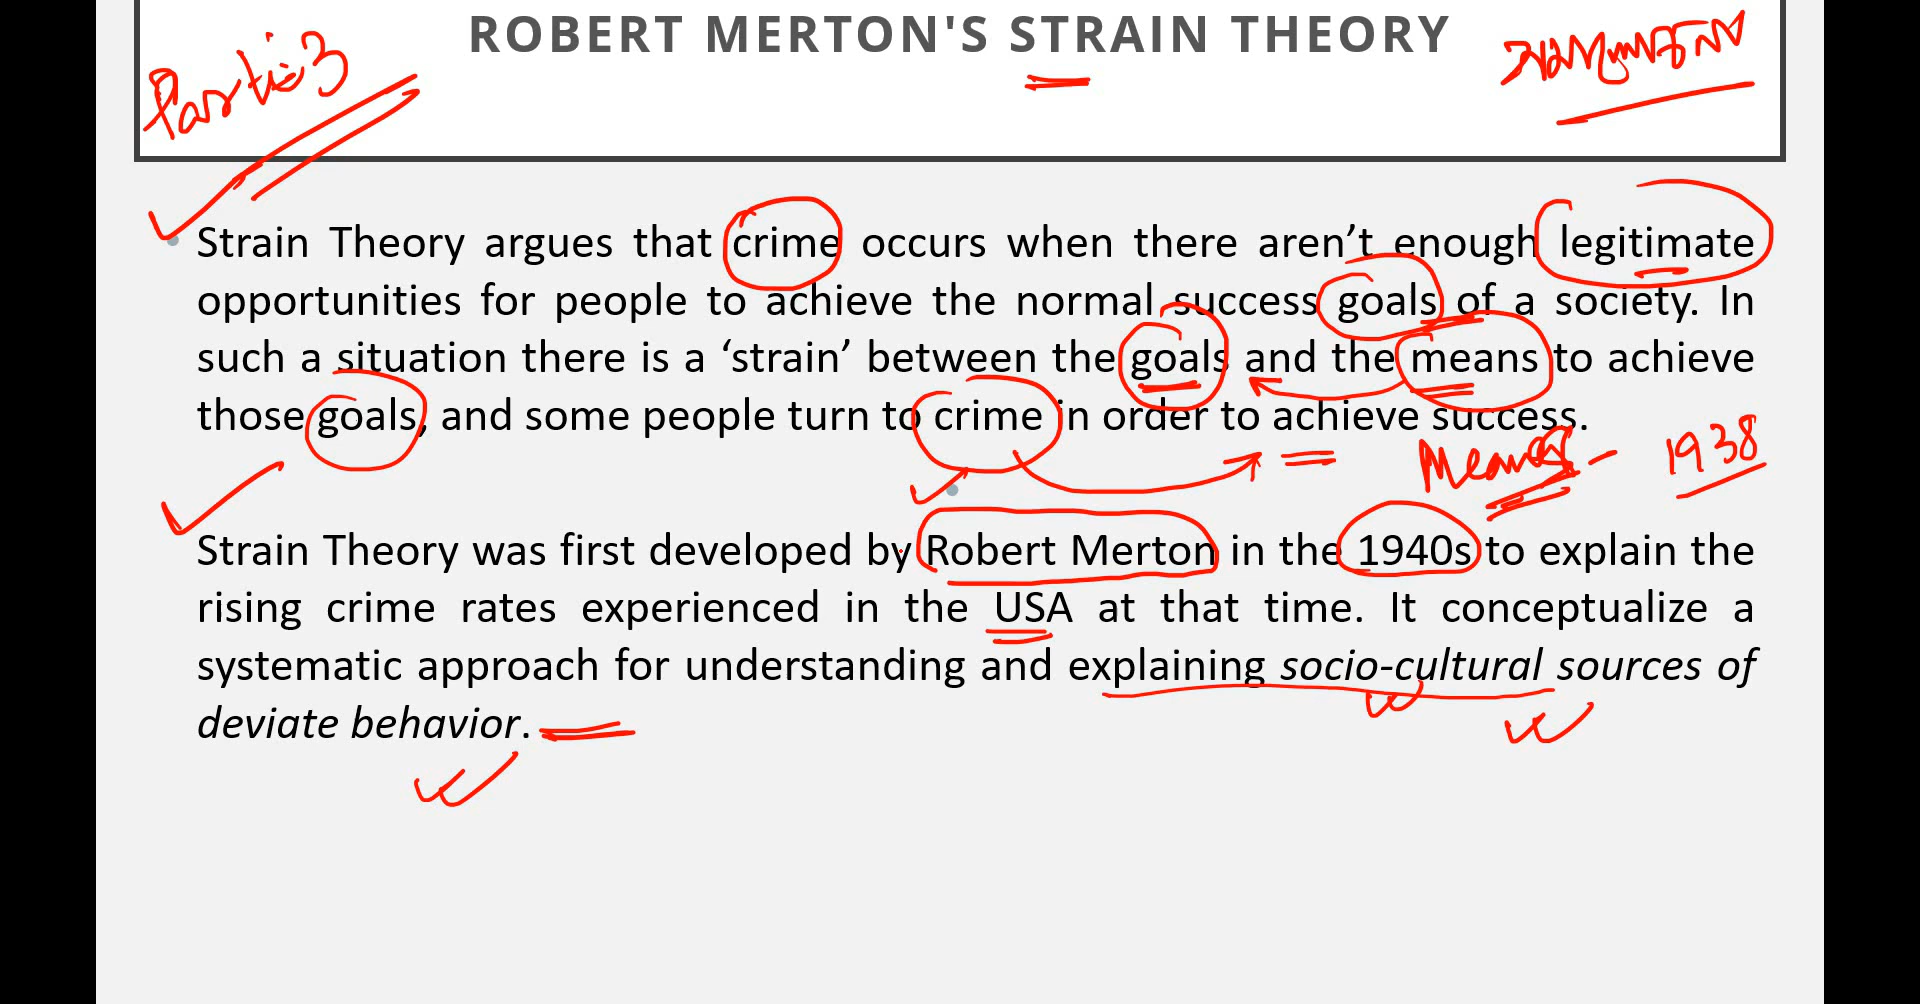 ROBERT MERTON'S STRAIN THEORY
Strain Theory argues that crime occurs when there aren’t enough legitimate
opportunities for people to achieve the normal success goals of a society. In
such a situation there is a ‘strain’ between the goals and the means to achieve
those goals, and some people turn to crime in order to achieve success.
Means - 1938
Strain Theory was first developed by Robert Merton in the 1940s to explain the
rising crime rates experienced in the USA at that time. It conceptualize a
systematic approach for understanding and explaining socio-cultural sources of
deviate behavior.